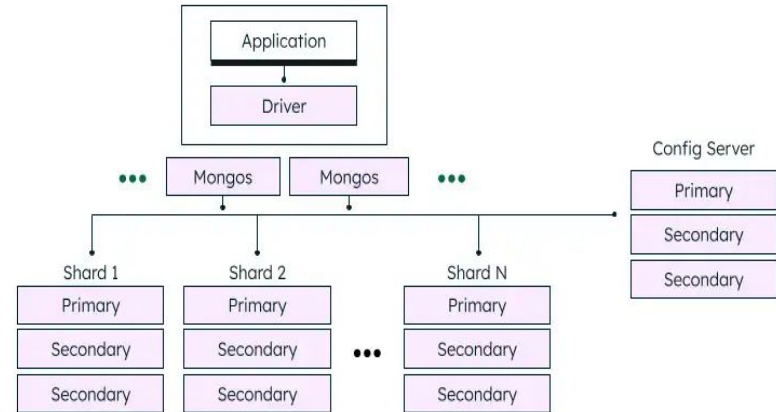 Application
Driver
Config Server
Mongos Mongos
Primary
Secondary
Secondary
Shard 1 Shard 2 Shard N
Primary Primary Primary
Secondary Secondary Secondary
Secondary Secondary Secondary